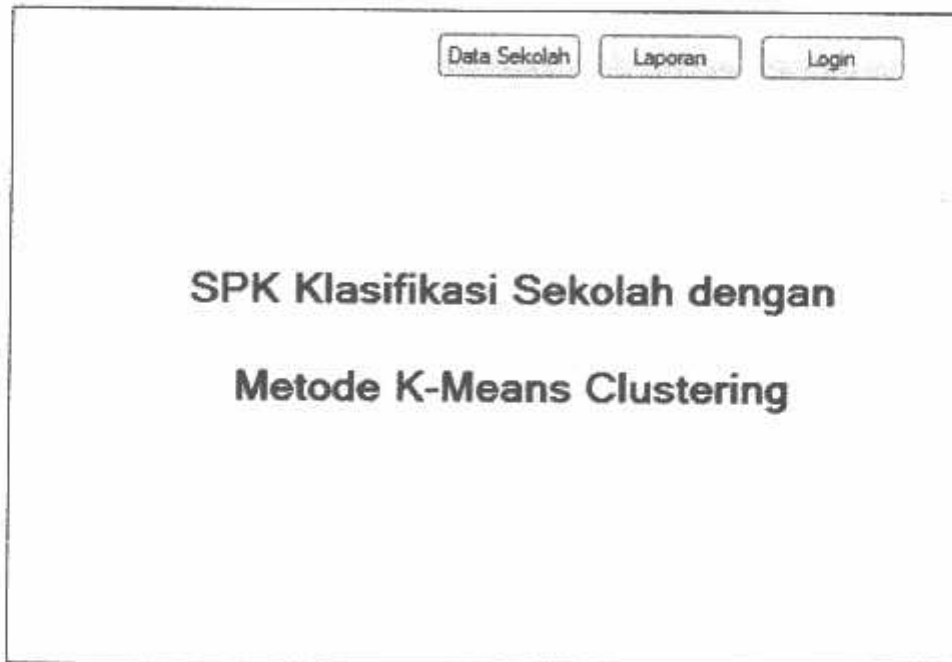 Data Sekolah Laporan Login
SPK Klasifikasi Sekolah dengan
Metode K-Means Clustering